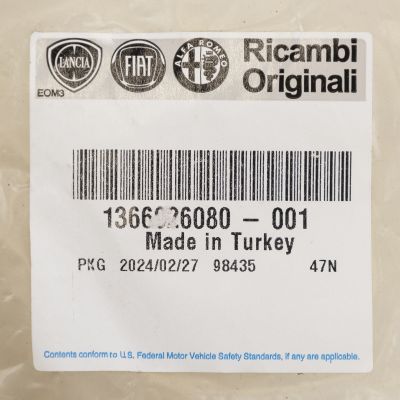 LANCIA
FIAT
ALFA ROMEO
Ricambi
Originali
EOM3
- 001
Made in Turkey
PKG 2024/02/27 98435 47N
Contents conform to U.S. Federal Motor Vehicle Safety Standards, if any are applicable.